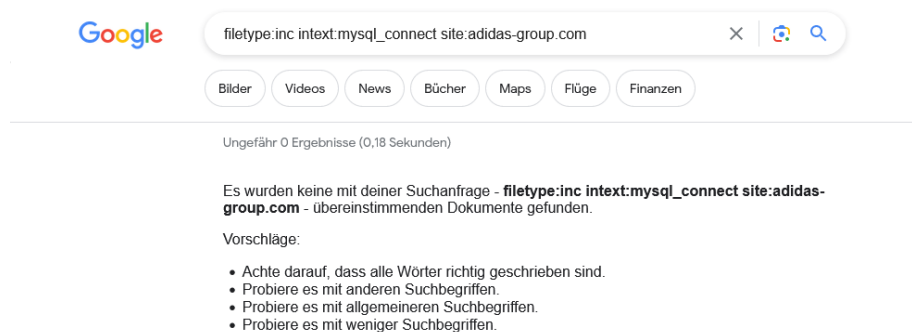 Google
filetype:inc intext:mysql_connect site:adidas-group.com
Bilder
Videos
News
Bücher
Maps
Flüge
Finanzen
Ungefähr 0 Ergebnisse (0,18 Sekunden)
Es wurden keine mit deiner Suchanfrage - filetype:inc intext:mysql_connect site:adidas-
group.com - übereinstimmenden Dokumente gefunden.
Vorschläge:
• Achte darauf, dass alle Wörter richtig geschrieben sind.
• Probiere es mit anderen Suchbegriffen.
• Probiere es mit allgemeineren Suchbegriffen.
• Probiere es mit weniger Suchbegriffen.